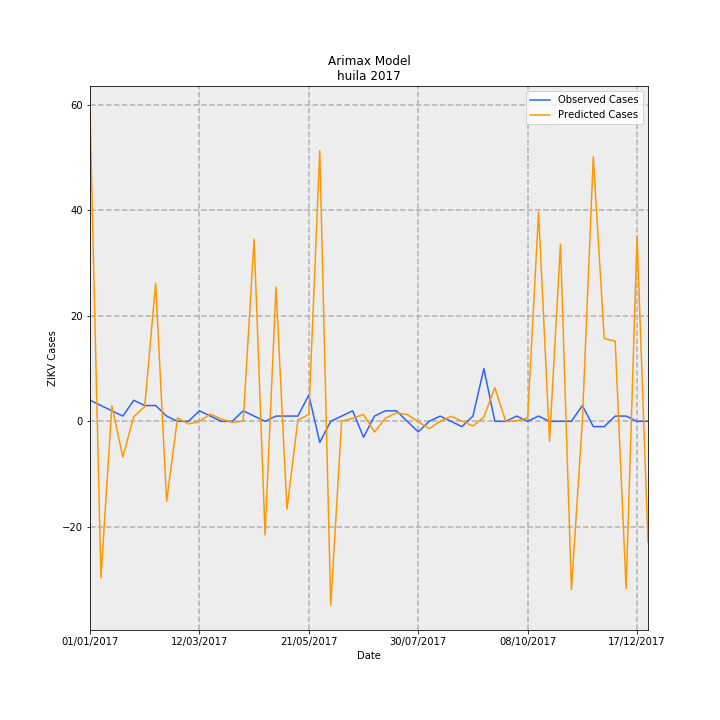 Arimax Model
huila 2017
Observed Cases
Predicted Cases
ZIKV Cases
60
40
20
0
−20
01/01/2017
12/03/2017
21/05/2017
30/07/2017
08/10/2017
17/12/2017
Date